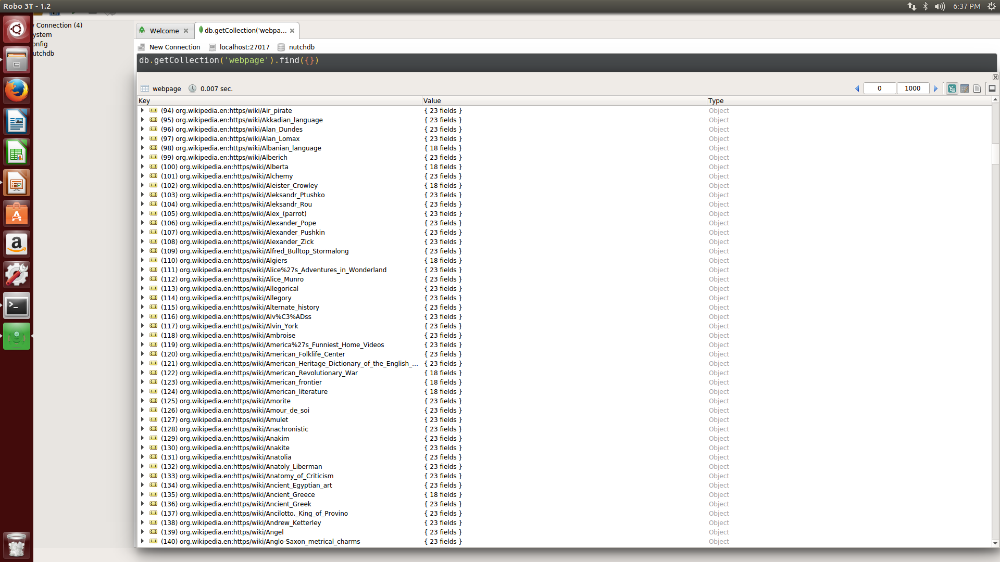 Robo 3T - 1.2
6:37 PM
Connection (4)
ystem
onfig
utchdb
Welcome
db.getCollection('webpa...
New Connection
localhost:27017
nutchdb
db.getCollection('webpage').find({})
webpage
0.007 sec.
0
1000
Key Value Type
(94) org.wikipedia.en:https/wiki/Air_pirate { 23 fields } Object
(95) org.wikipedia.en:https/wiki/Akkadian_language { 23 fields } Object
(96) org.wikipedia.en:https/wiki/Alan_Dundes { 23 fields } Object
(97) org.wikipedia.en:https/wiki/Alan_Lomax { 23 fields } Object
(98) org.wikipedia.en:https/wiki/Albanian_language { 18 fields } Object
(99) org.wikipedia.en:https/wiki/Alberich { 23 fields } Object
(100) org.wikipedia.en:https/wiki/Alberta { 18 fields } Object
(101) org.wikipedia.en:https/wiki/Alchemy { 23 fields } Object
(102) org.wikipedia.en:https/wiki/Aleister_Crowley { 18 fields } Object
(103) org.wikipedia.en:https/wiki/Aleksandr_Ptushko { 23 fields } Object
(104) org.wikipedia.en:https/wiki/Aleksandr_Rou { 23 fields } Object
(105) org.wikipedia.en:https/wiki/Alex_(parrot) { 23 fields } Object
(106) org.wikipedia.en:https/wiki/Alexander_Pope { 23 fields } Object
(107) org.wikipedia.en:https/wiki/Alexander_Pushkin { 23 fields } Object
(108) org.wikipedia.en:https/wiki/Alexander_Zick { 23 fields } Object
(109) org.wikipedia.en:https/wiki/Alfred_Bulltop_Stormalong { 23 fields } Object
(110) org.wikipedia.en:https/wiki/Algiers { 18 fields } Object
(111) org.wikipedia.en:https/wiki/Alice%27s_Adventures_in_Wonderland { 23 fields } Object
(112) org.wikipedia.en:https/wiki/Alice_Munro { 23 fields } Object
(113) org.wikipedia.en:https/wiki/Allegorical { 23 fields } Object
(114) org.wikipedia.en:https/wiki/Allegory { 23 fields } Object
(115) org.wikipedia.en:https/wiki/Alternate_history { 23 fields } Object
(116) org.wikipedia.en:https/wiki/Alv%C3%ADss { 23 fields } Object
(117) org.wikipedia.en:https/wiki/Alvin_York { 23 fields } Object
(118) org.wikipedia.en:https/wiki/Ambroise { 23 fields } Object
(119) org.wikipedia.en:https/wiki/America%27s_Funniest_Home_Videos { 23 fields } Object
(120) org.wikipedia.en:https/wiki/American_Folklife_Center { 23 fields } Object
(121) org.wikipedia.en:https/wiki/American_Heritage_Dictionary_of_the_English_... { 23 fields } Object
(122) org.wikipedia.en:https/wiki/American_Revolutionary_War { 18 fields } Object
(123) org.wikipedia.en:https/wiki/American_frontier { 18 fields } Object
(124) org.wikipedia.en:https/wiki/American_literature { 18 fields } Object
(125) org.wikipedia.en:https/wiki/Amorite { 23 fields } Object
(126) org.wikipedia.en:https/wiki/Amour_de_soi { 23 fields } Object
(127) org.wikipedia.en:https/wiki/Amulet { 23 fields } Object
(128) org.wikipedia.en:https/wiki/Anachronistic { 23 fields } Object
(129) org.wikipedia.en:https/wiki/Anakim { 23 fields } Object
(130) org.wikipedia.en:https/wiki/Anakite { 23 fields } Object
(131) org.wikipedia.en:https/wiki/Anatolia { 23 fields } Object
(132) org.wikipedia.en:https/wiki/Anatoly_Liberman { 23 fields } Object
(133) org.wikipedia.en:https/wiki/Anatomy_of_Criticism { 23 fields } Object
(134) org.wikipedia.en:https/wiki/Ancient_Egyptian_art { 23 fields } Object
(135) org.wikipedia.en:https/wiki/Ancient_Greece { 18 fields } Object
(136) org.wikipedia.en:https/wiki/Ancient_Greek { 23 fields } Object
(137) org.wikipedia.en:https/wiki/Ancilotto,_King_of_Provino { 23 fields } Object
(138) org.wikipedia.en:https/wiki/Andrew_Ketterley { 23 fields } Object
(139) org.wikipedia.en:https/wiki/Angel { 23 fields } Object
(140) org.wikipedia.en:https/wiki/Anglo-Saxon_metrical_charms { 23 fields } Object